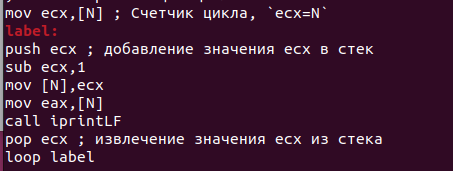 mov ecx,[N] ; Счетчик цикла, `ecx=N`
label:
push ecx ; добавление значения ecx в стек
sub ecx,1
mov [N],ecx
mov eax,[N]
call iprintLF
pop ecx ; извлечение значения ecx из стека
loop label